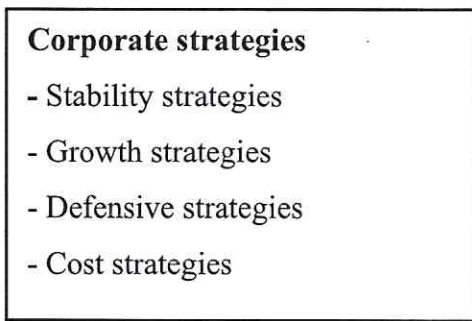 Corporate strategies
- Stability strategies
- Growth strategies
- Defensive strategies
- Cost strategies